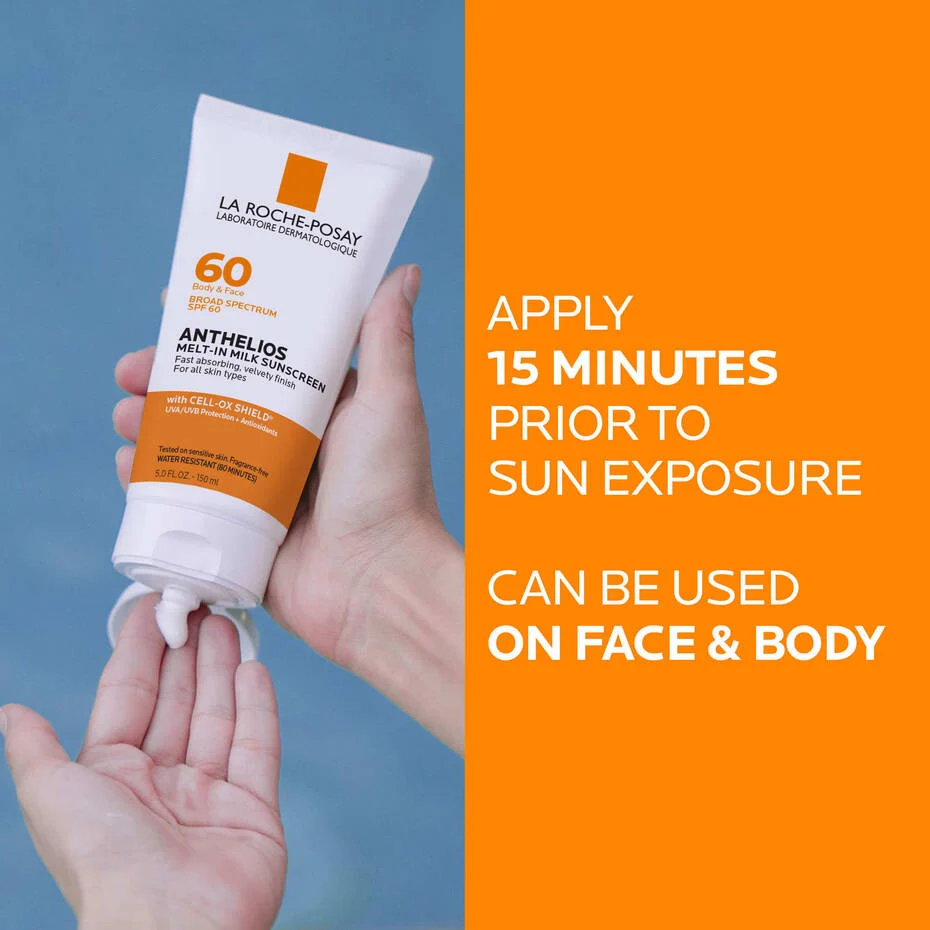 LA ROCHE-POSAY
LABORATOIRE DERMATOLOGIQUE
60
Body & Face
BROAD SPECTRUM
SPF 60
ANTHELIOS
MELT-IN MILK SUNSCREEN
Fast absorbing, velvety finish
For all skin types
with CELL-OX SHIELD®
UVA/UVB Protection + Antioxidants
Tested on sensitive skin. Fragrance-free
WATER RESISTANT (80 MINUTES)
5.0 FL.OZ. - 150 ml
APPLY
15 MINUTES
PRIOR TO
SUN EXPOSURE
CAN BE USED
ON FACE & BODY